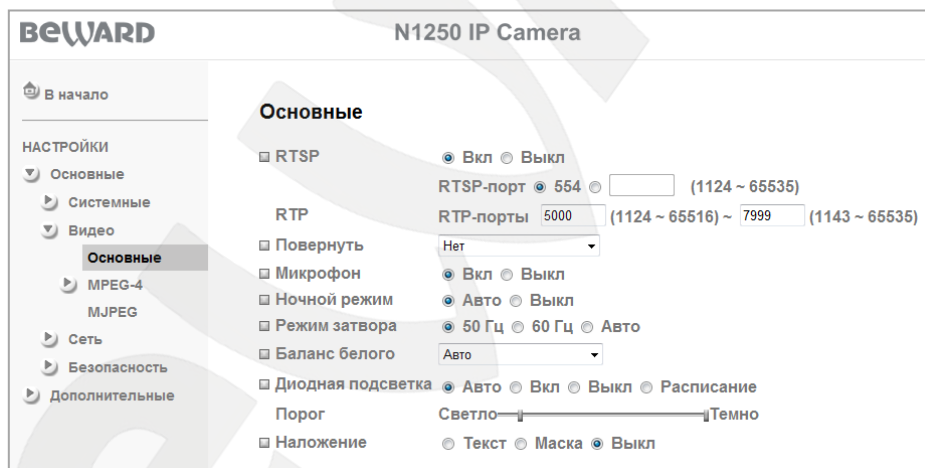 BEWARD
N1250 IP Camera
В начало
НАСТРОЙКИ
Основные
Системные
Видео
Основные
MPEG-4
MJPEG
Сеть
Безопасность
Дополнительные
Основные
RTSP Вкл Выкл
RTSP-порт 554 (1124 ~ 65535)
RTP RTP-порты 5000 (1124 ~ 65516) ~ 7999 (1143 ~ 65535)
Повернуть Нет
Микрофон Вкл Выкл
Ночной режим Авто Выкл
Режим затвора 50 Гц 60 Гц Авто
Баланс белого Авто
Диодная подсветка Авто Вкл Выкл Расписание
Порог Светло Темно
Наложение Текст Маска Выкл